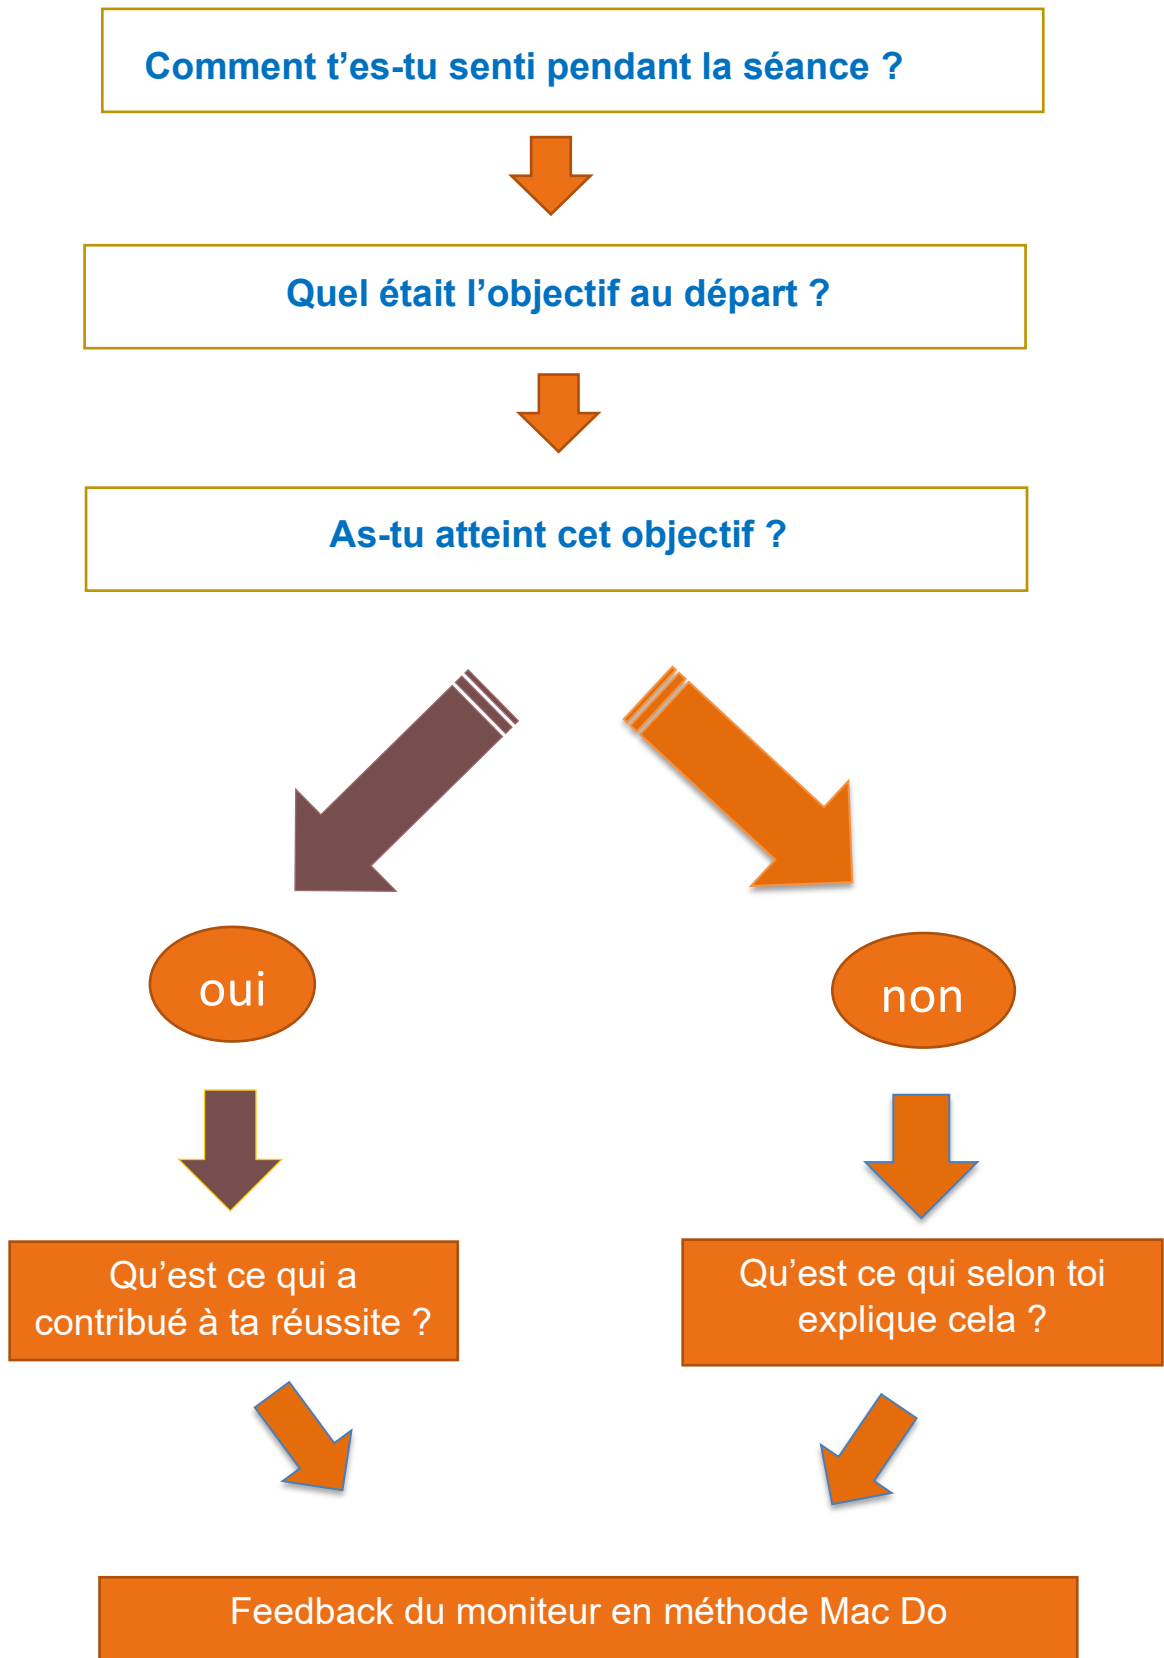 Comment t'es-tu senti pendant la séance ?
Quel était l’objectif au départ ?
As-tu atteint cet objectif ?
oui
non
Qu’est ce qui a
contribué à ta réussite ?
Qu’est ce qui selon toi
explique cela ?
Feedback du moniteur en méthode Mac Do